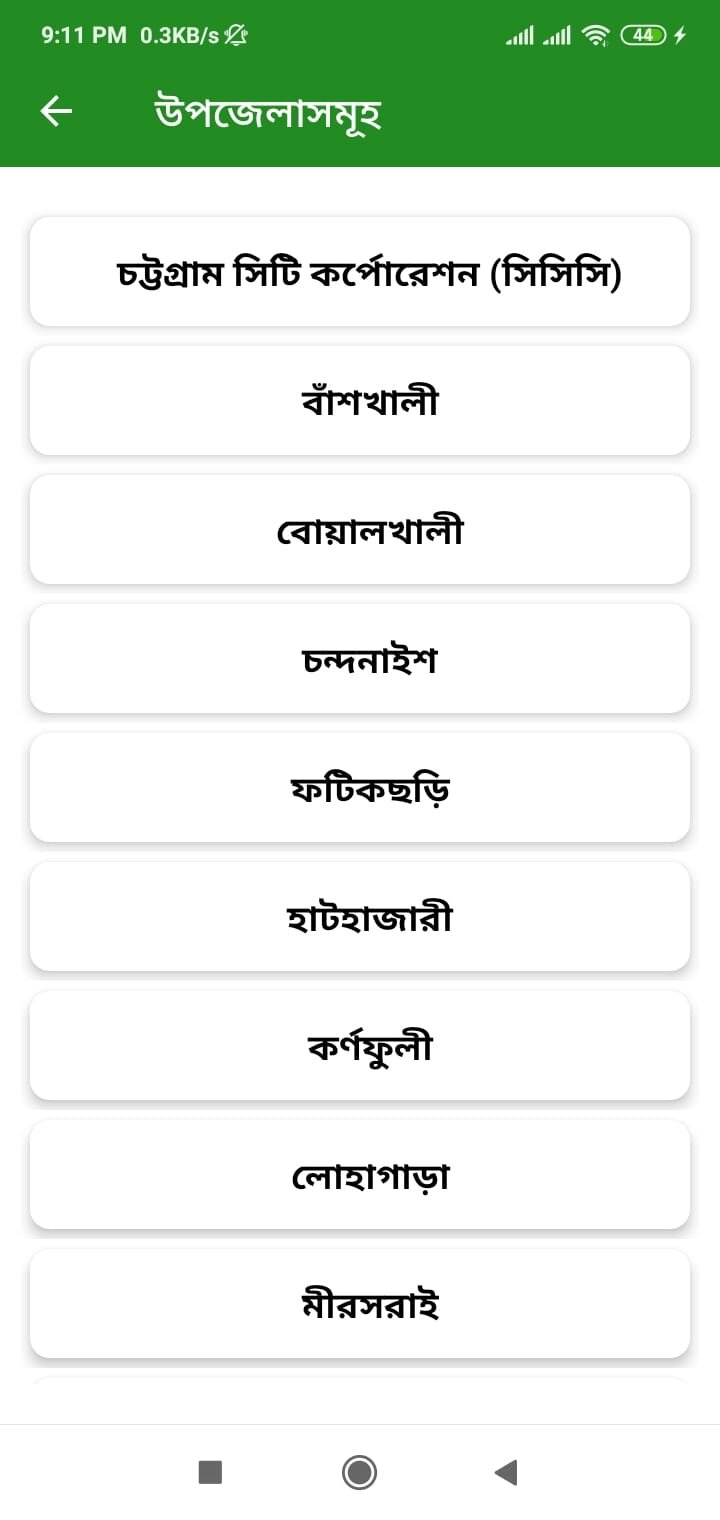 9:11 PM 0.3KB/s 44
উপজেলাসমূহ
চট্টগ্রাম সিটি কর্পোরেশন (সিসিসি)
বাঁশখালী
বোয়ালখালী
চন্দনাইশ
ফটিকছড়ি
হাটহাজারী
কর্ণফুলী
লোহাগাড়া
মীরসরাই